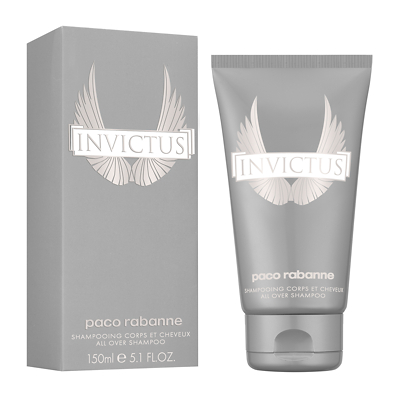 INVICTUS
paco rabanne
SHAMPOOING CORPS ET CHEVEUX
ALL OVER SHAMPOO
150ml ℮ 5.1 FL.OZ.
INVICTUS
paco rabanne
SHAMPOOING CORPS ET CHEVEUX
ALL OVER SHAMPOO